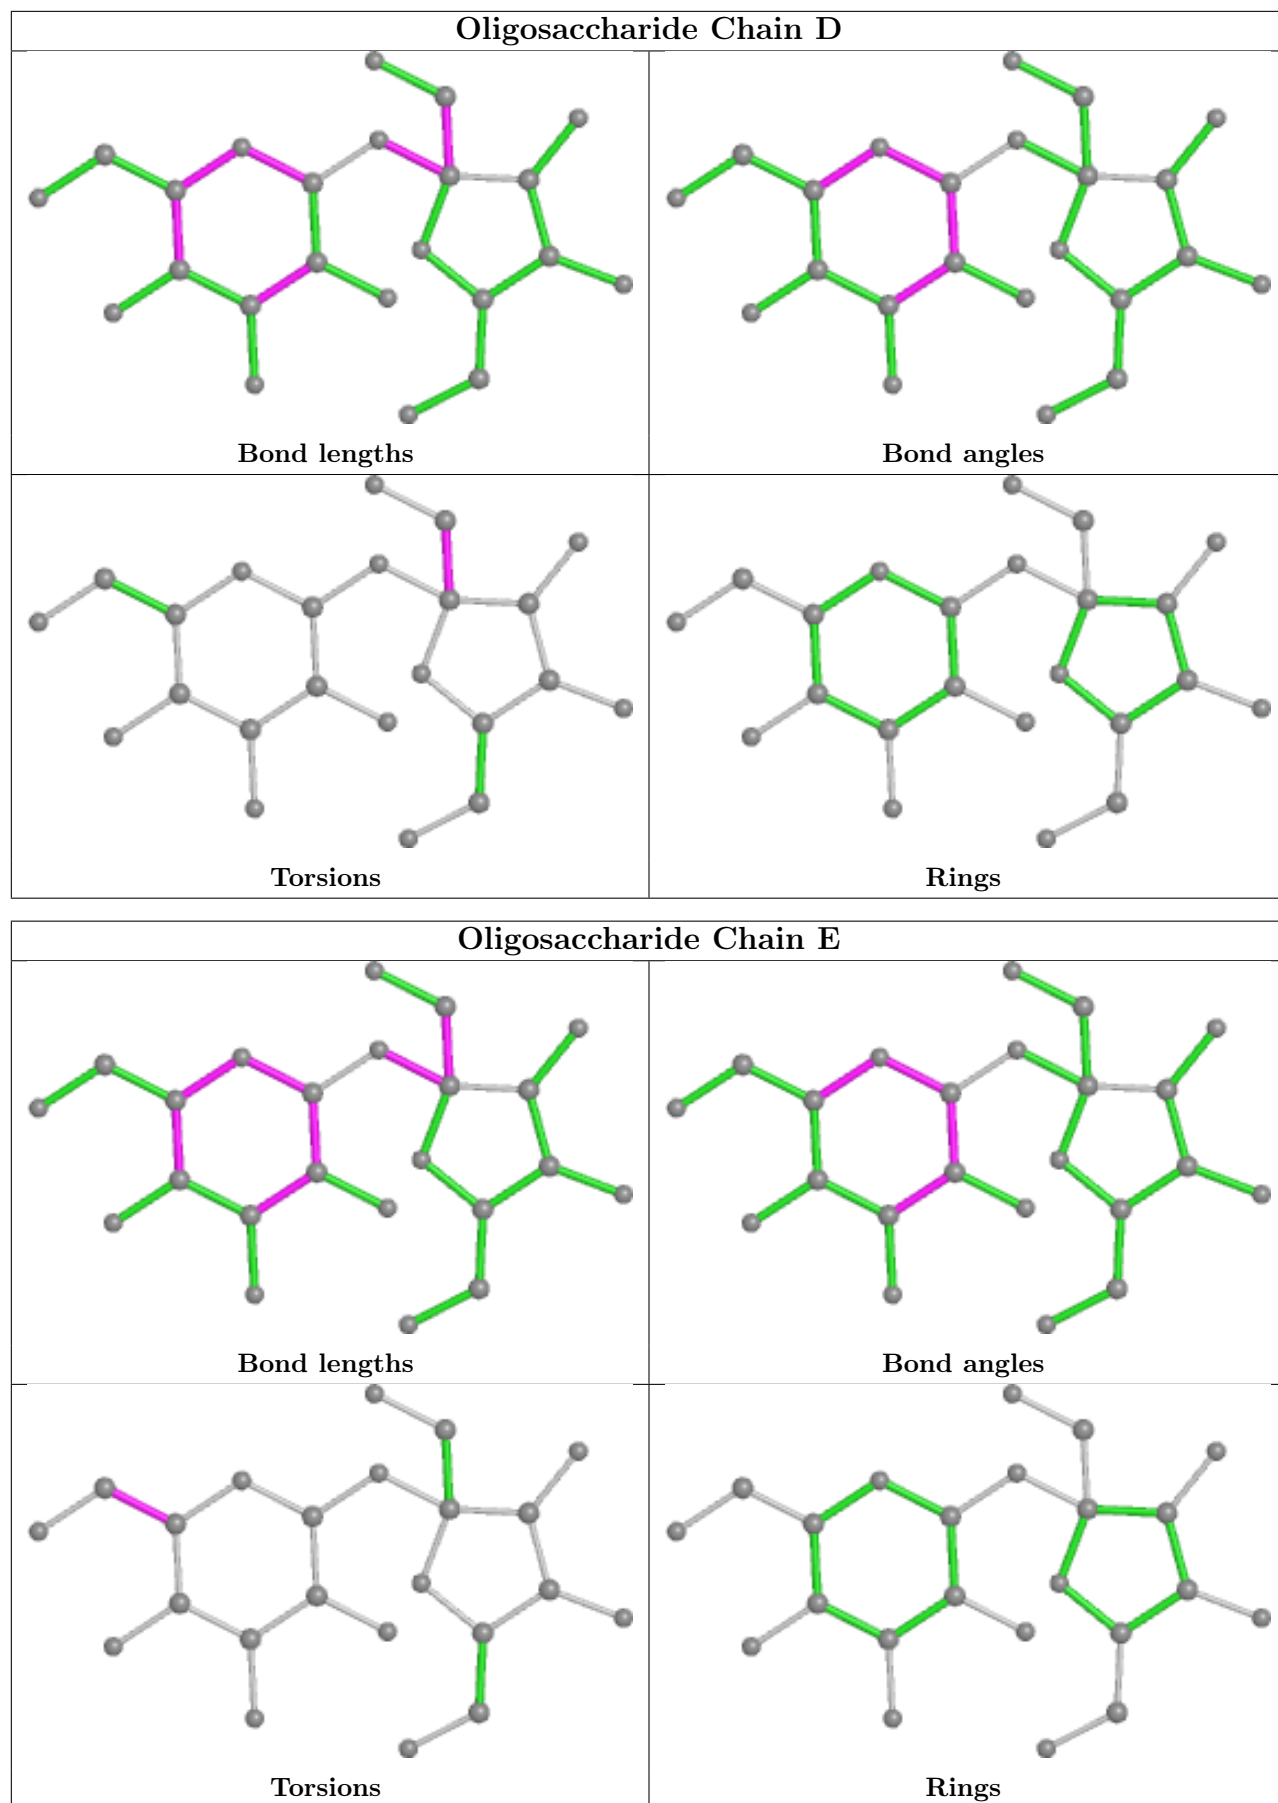 Oligosaccharide Chain D
Bond lengths
Bond angles
Torsions
Rings
Oligosaccharide Chain E
Bond lengths
Bond angles
Torsions
Rings